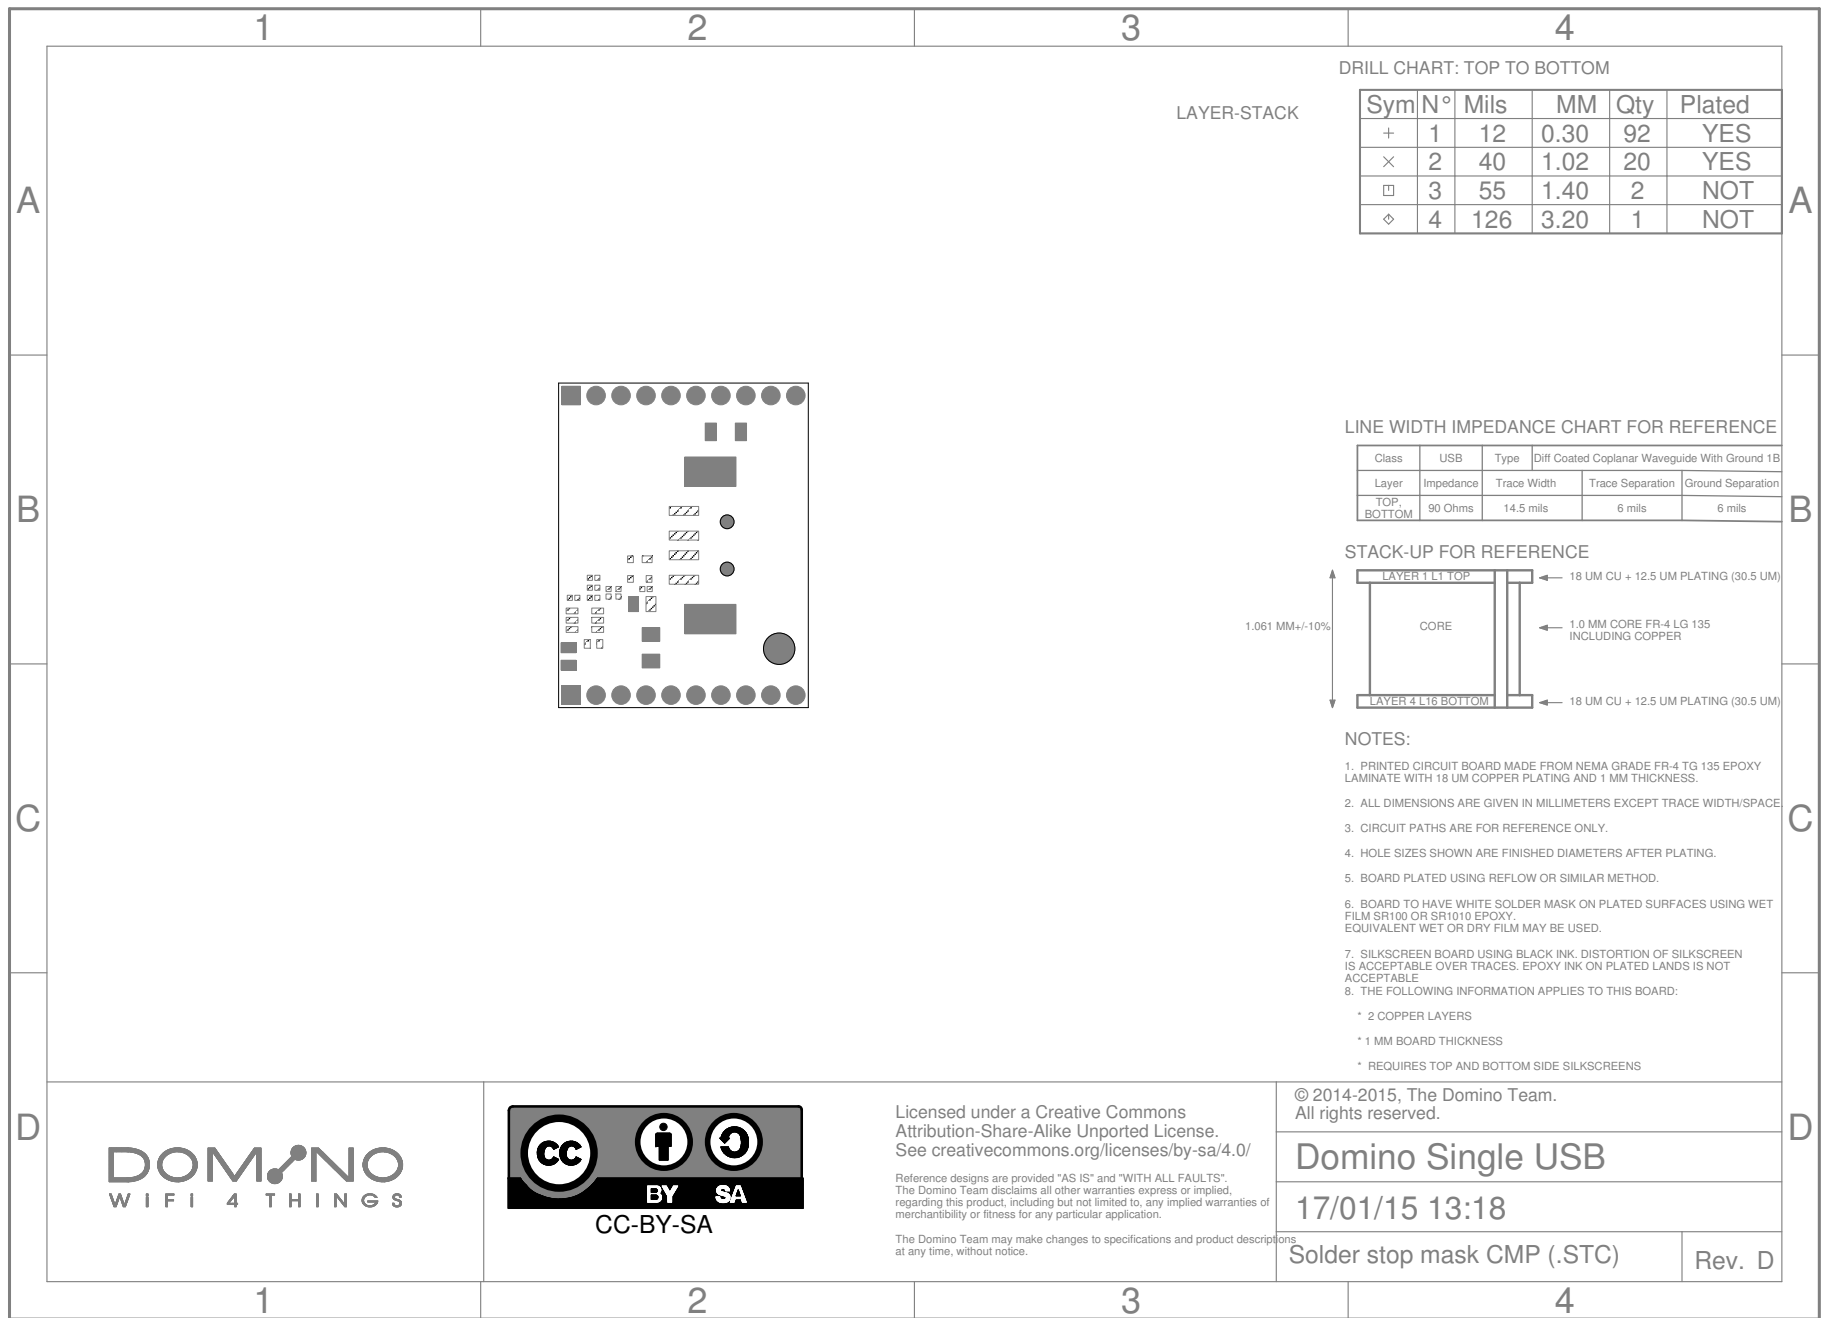 1 2 3 4
DRILL CHART: TOP TO BOTTOM
LAYER-STACK
Sym N° Mils MM Qty Plated
+ 1 12 0.30 92 YES
× 2 40 1.02 20 YES
3 55 1.40 2 NOT
4 126 3.20 1 NOT
A A
LINE WIDTH IMPEDANCE CHART FOR REFERENCE
Class USB Type Diff Coated Coplanar Waveguide With Ground 1B
Layer Impedance Trace Width Trace Separation Ground Separation
TOP,
BOTTOM 90 Ohms 14.5 mils 6 mils 6 mils
B B
STACK-UP FOR REFERENCE
LAYER 1 L1 TOP 18 UM CU + 12.5 UM PLATING (30.5 UM)
1.061 MM+/-10% CORE 1.0 MM CORE FR-4 LG 135
INCLUDING COPPER
LAYER 4 L16 BOTTOM 18 UM CU + 12.5 UM PLATING (30.5 UM)
NOTES:
1. PRINTED CIRCUIT BOARD MADE FROM NEMA GRADE FR-4 TG 135 EPOXY
LAMINATE WITH 18 UM COPPER PLATING AND 1 MM THICKNESS.
2. ALL DIMENSIONS ARE GIVEN IN MILLIMETERS EXCEPT TRACE WIDTH/SPACE
C C
3. CIRCUIT PATHS ARE FOR REFERENCE ONLY.
4. HOLE SIZES SHOWN ARE FINISHED DIAMETERS AFTER PLATING.
5. BOARD PLATED USING REFLOW OR SIMILAR METHOD.
6. BOARD TO HAVE WHITE SOLDER MASK ON PLATED SURFACES USING WET
FILM SR100 OR SR1010 EPOXY.
EQUIVALENT WET OR DRY FILM MAY BE USED.
7. SILKSCREEN BOARD USING BLACK INK. DISTORTION OF SILKSCREEN
IS ACCEPTABLE OVER TRACES. EPOXY INK ON PLATED LANDS IS NOT
ACCEPTABLE
8. THE FOLLOWING INFORMATION APPLIES TO THIS BOARD:
* 2 COPPER LAYERS
* 1 MM BOARD THICKNESS
* REQUIRES TOP AND BOTTOM SIDE SILKSCREENS
D D
DOMINO
WIFI 4 THINGS
cc
BY SA
CC-BY-SA
Licensed under a Creative Commons
Attribution-Share-Alike Unported License.
See creativecommons.org/licenses/by-sa/4.0/
Reference designs are provided "AS IS" and "WITH ALL FAULTS".
The Domino Team disclaims all other warranties express or implied,
regarding this product, including but not limited to, any implied warranties of
merchantibility or fitness for any particular application.
The Domino Team may make changes to specifications and product descriptions
at any time, without notice.
© 2014-2015, The Domino Team.
All rights reserved.
Domino Single USB
17/01/15 13:18
Solder stop mask CMP (.STC)
Rev. D
1 2 3 4